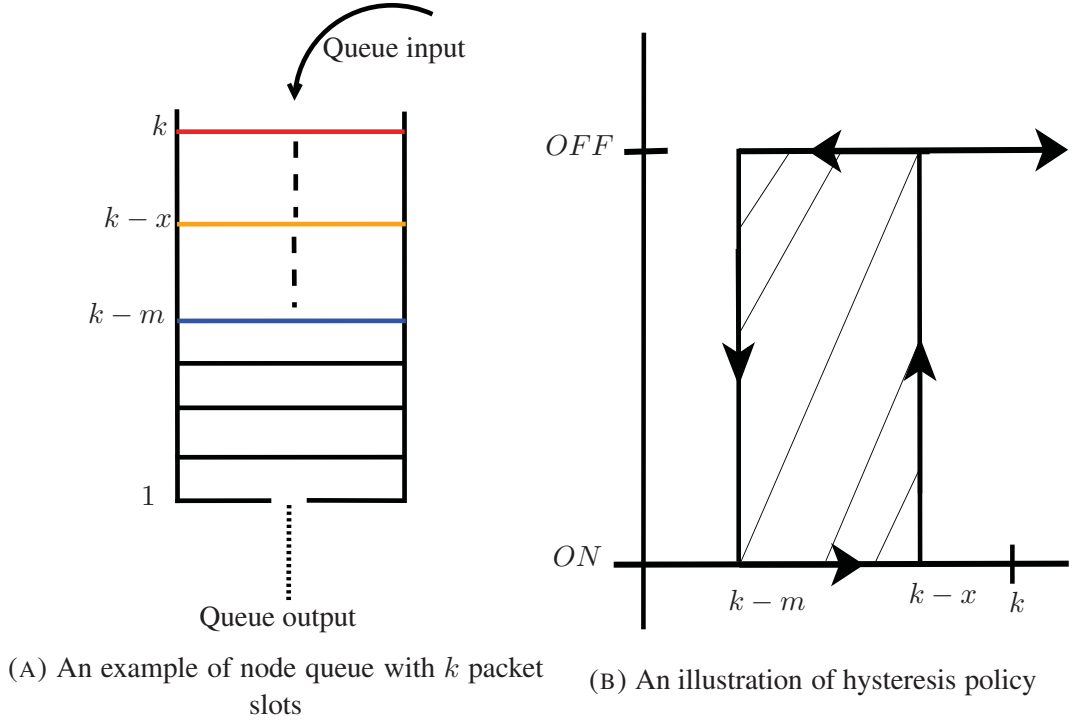 Queue input
k
k − x
k − m
1
Queue output
(A) An example of node queue with k packet
slots
OFF
ON
k − m
k − x
k
(B) An illustration of hysteresis policy